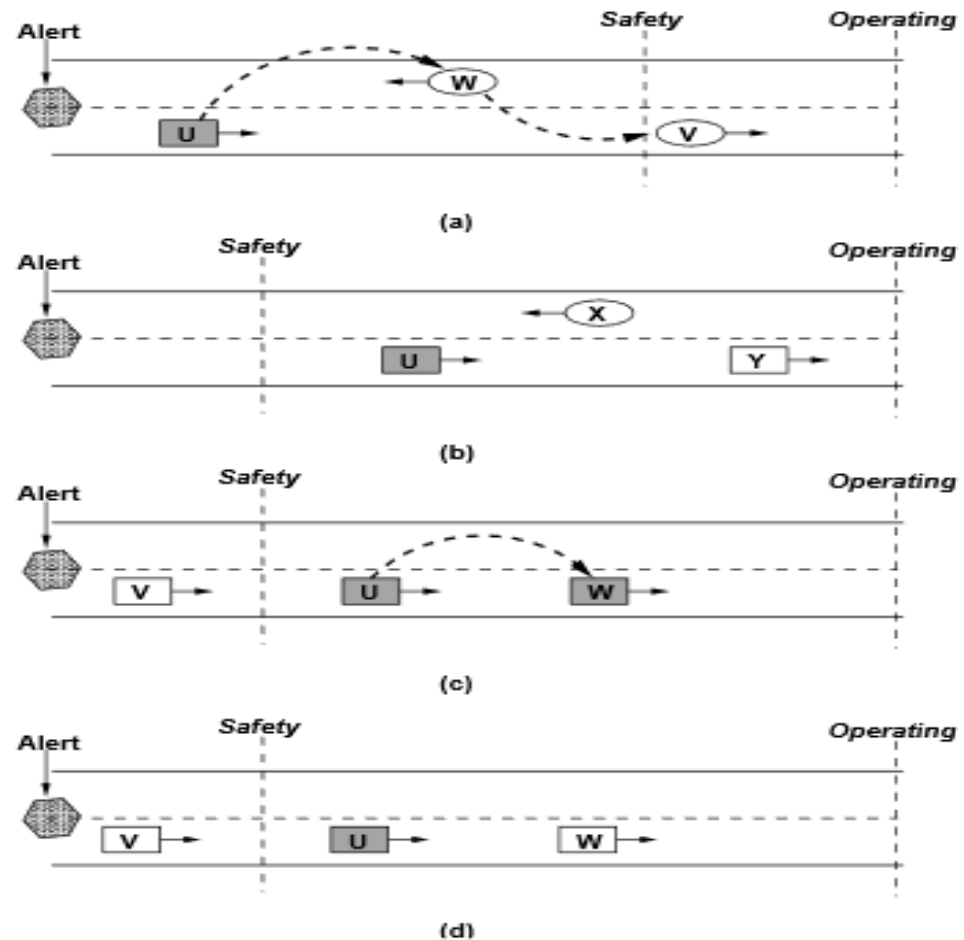 Safety Operating
Alert
W
U V
(a)
Safety Operating
Alert
X
U Y
(b)
Safety Operating
Alert
V U W
(c)
Safety Operating
Alert
V U W
(d)